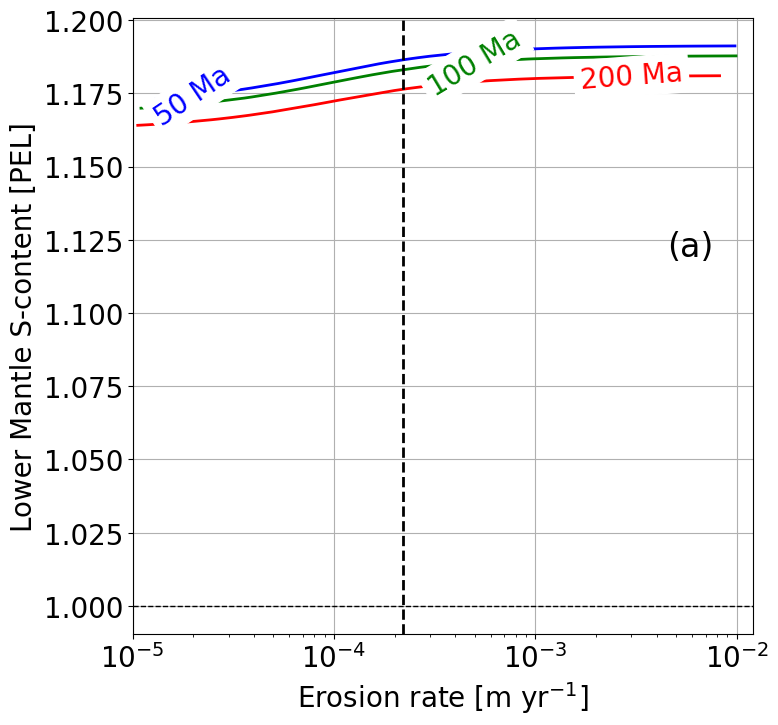 1.200
1.175
1.150
1.125
1.100
1.075
1.050
1.025
1.000
Lower Mantle S-content [PEL]
50 Ma
100 Ma
200 Ma
(a)
10⁻⁵ 10⁻⁴ 10⁻³ 10⁻²
Erosion rate [m yr⁻¹]